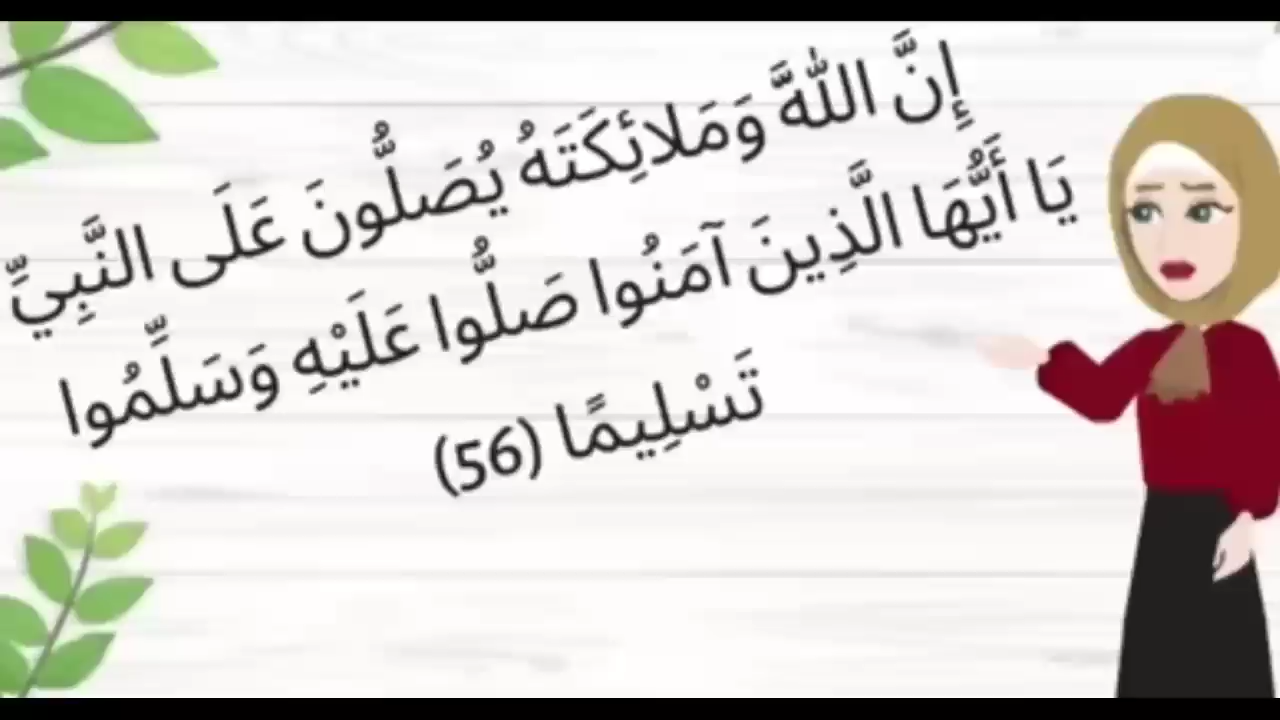 إِنَّ اللَّهَ وَمَلائِكَتَهُ يُصَلُّونَ عَلَى النَّبِيِّ
يَا أَيُّهَا الَّذِينَ آمَنُوا صَلُّوا عَلَيْهِ وَسَلِّمُوا
تَسْلِيمًا (56)